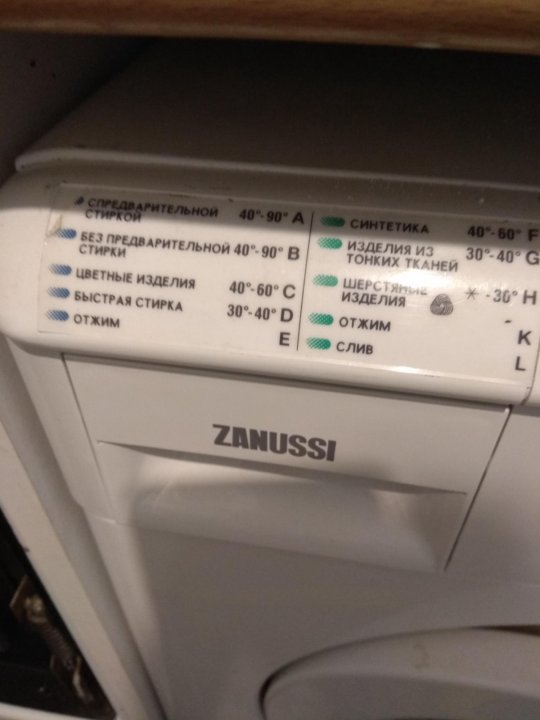 СПРЕДВАРИТЕЛЬНОЙ
СТИРКОЙ 40°-90° A
БЕЗ ПРЕДВАРИТЕЛЬНОЙ 40°-90° B
СТИРКИ
ЦВЕТНЫЕ ИЗДЕЛИЯ 40°-60° C
БЫСТРАЯ СТИРКА 30°-40° D
ОТЖИМ E
СИНТЕТИКА 40°-60° F
ИЗДЕЛИЯ ИЗ 30°-40° G
ТОНКИХ ТКАНЕЙ
ШЕРСТЯНЫЕ
ИЗДЕЛИЯ * -30° H
ОТЖИМ - K
СЛИВ L
ZANUSSI